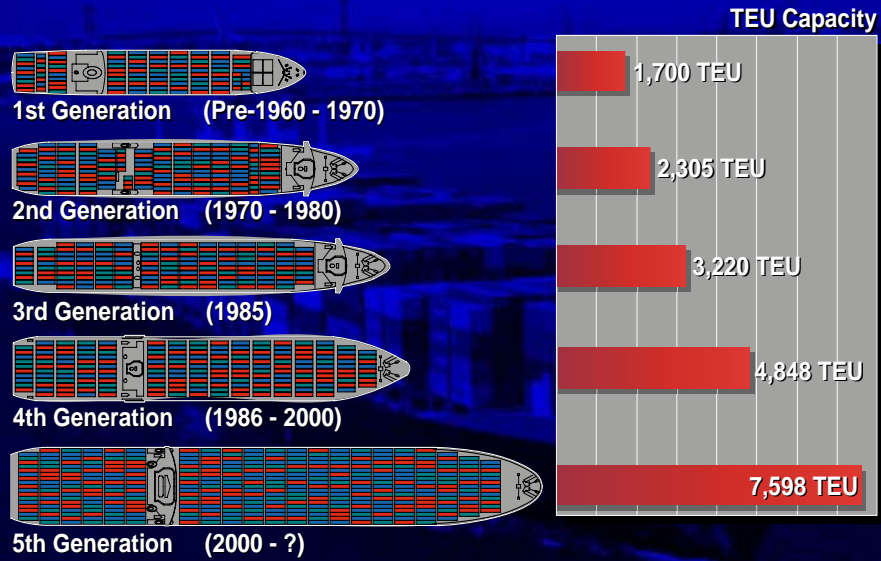 TEU Capacity
1st Generation (Pre-1960 - 1970)
1,700 TEU
2nd Generation (1970 - 1980)
2,305 TEU
3rd Generation (1985)
3,220 TEU
4th Generation (1986 - 2000)
4,848 TEU
5th Generation (2000 - ?)
7,598 TEU